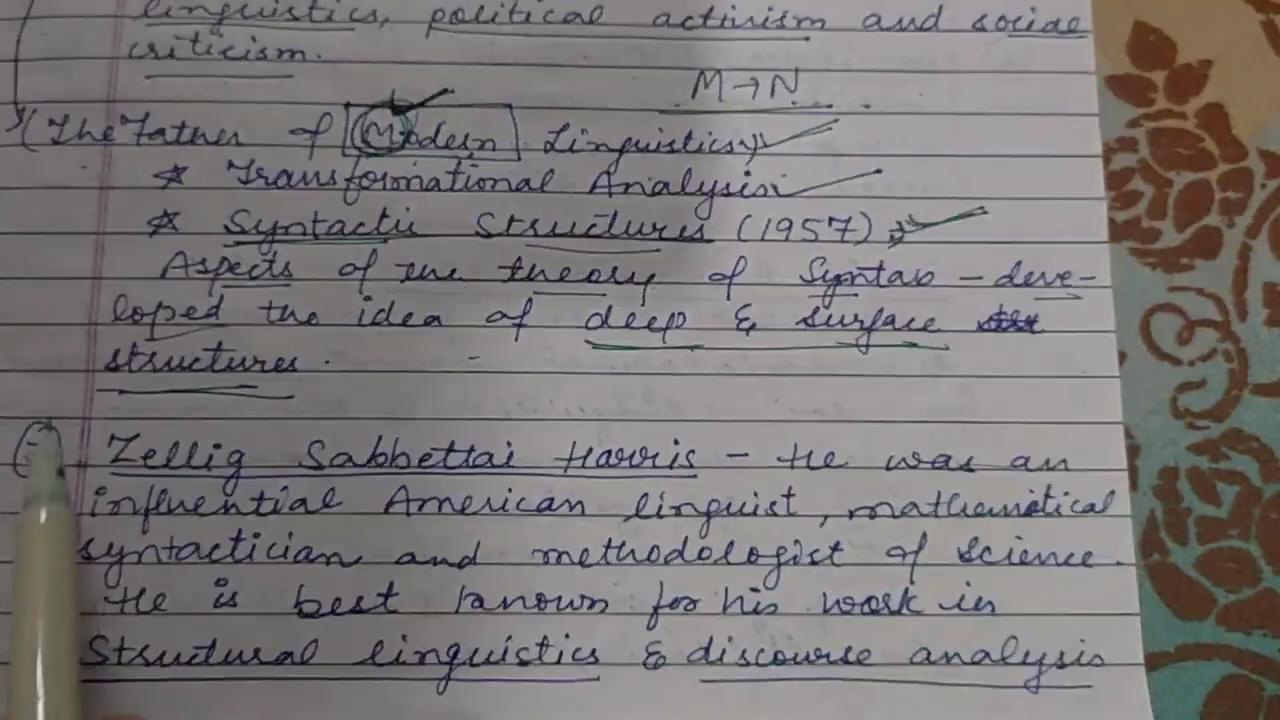 linguistics, political activism and social
criticism.
M→N
(The Father of Modern Linguistics)
* Transformational Analysis
* Syntactic Structures (1957)
Aspects of the theory of Syntax - deve-
loped the idea of deep & surface
structures.
Zellig Sabbettai Harris - He was an
influential American linguist, mathematical
syntactician and methodologist of science.
He is best known for his work in
Structural linguistics & discourse analysis